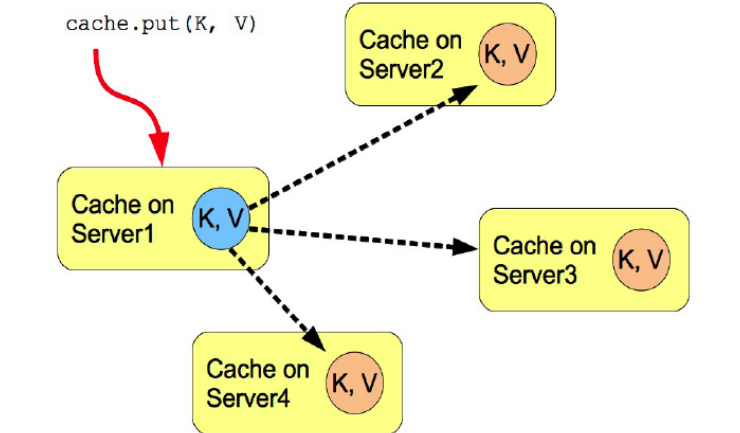 cache.put(K, V)
Cache on
Server2
K, V
Cache on
Server1
K, V
Cache on
Server3
K, V
Cache on
Server4
K, V